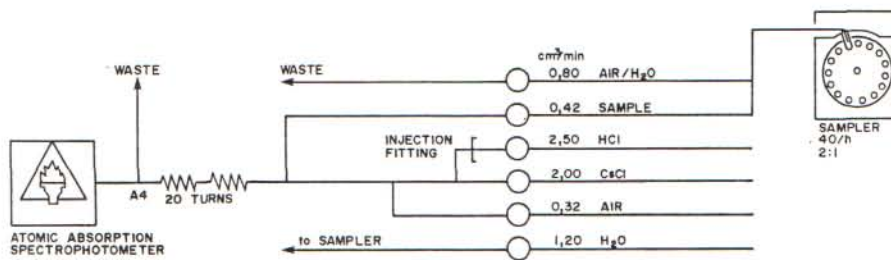 cm³/min
WASTE
WASTE
0,80 AIR/H₂O
0,42 SAMPLE
INJECTION
FITTING
2,50 HCl
2,00 CsCl
A4
20 TURNS
0,32 AIR
to SAMPLER
1,20 H₂O
ATOMIC ABSORPTION
SPECTROPHOTOMETER
SAMPLER
40/h
2:1